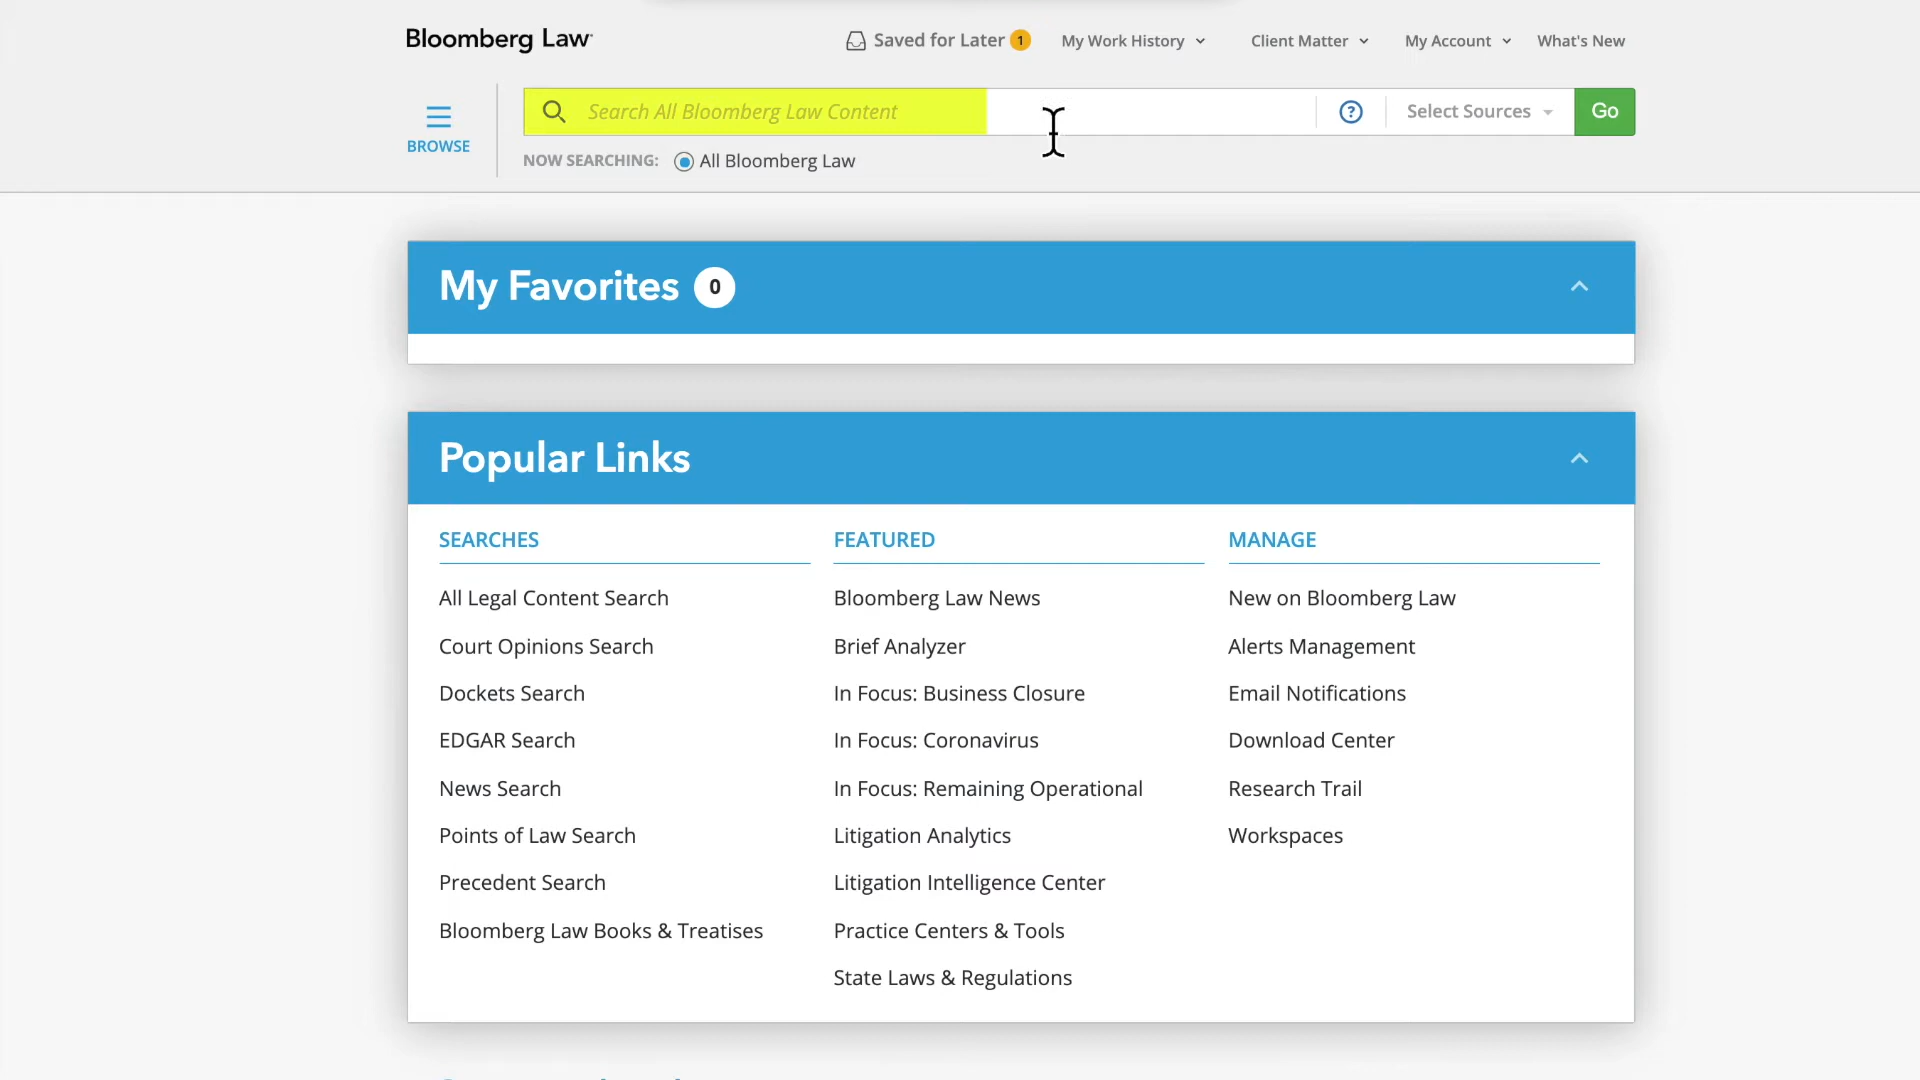 Bloomberg Law
Saved for Later 1
My Work History
Client Matter
My Account
What's New
BROWSE
Search All Bloomberg Law Content
?
Select Sources
Go
NOW SEARCHING: All Bloomberg Law
My Favorites 0
Popular Links
SEARCHES
All Legal Content Search
Court Opinions Search
Dockets Search
EDGAR Search
News Search
Points of Law Search
Precedent Search
Bloomberg Law Books & Treatises
FEATURED
Bloomberg Law News
Brief Analyzer
In Focus: Business Closure
In Focus: Coronavirus
In Focus: Remaining Operational
Litigation Analytics
Litigation Intelligence Center
Practice Centers & Tools
State Laws & Regulations
MANAGE
New on Bloomberg Law
Alerts Management
Email Notifications
Download Center
Research Trail
Workspaces